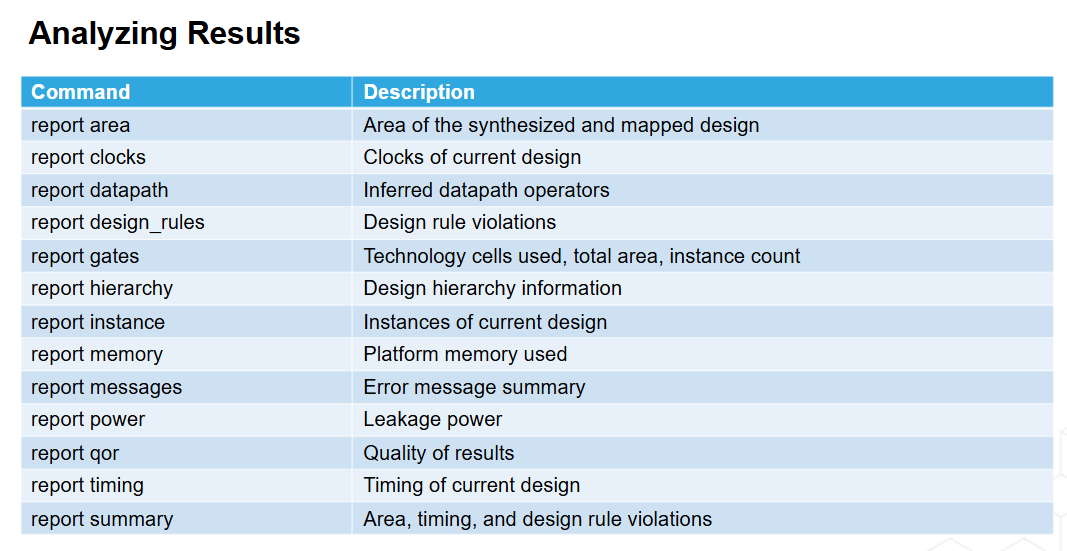 Analyzing Results
Command Description
report area Area of the synthesized and mapped design
report clocks Clocks of current design
report datapath Inferred datapath operators
report design_rules Design rule violations
report gates Technology cells used, total area, instance count
report hierarchy Design hierarchy information
report instance Instances of current design
report memory Platform memory used
report messages Error message summary
report power Leakage power
report qor Quality of results
report timing Timing of current design
report summary Area, timing, and design rule violations